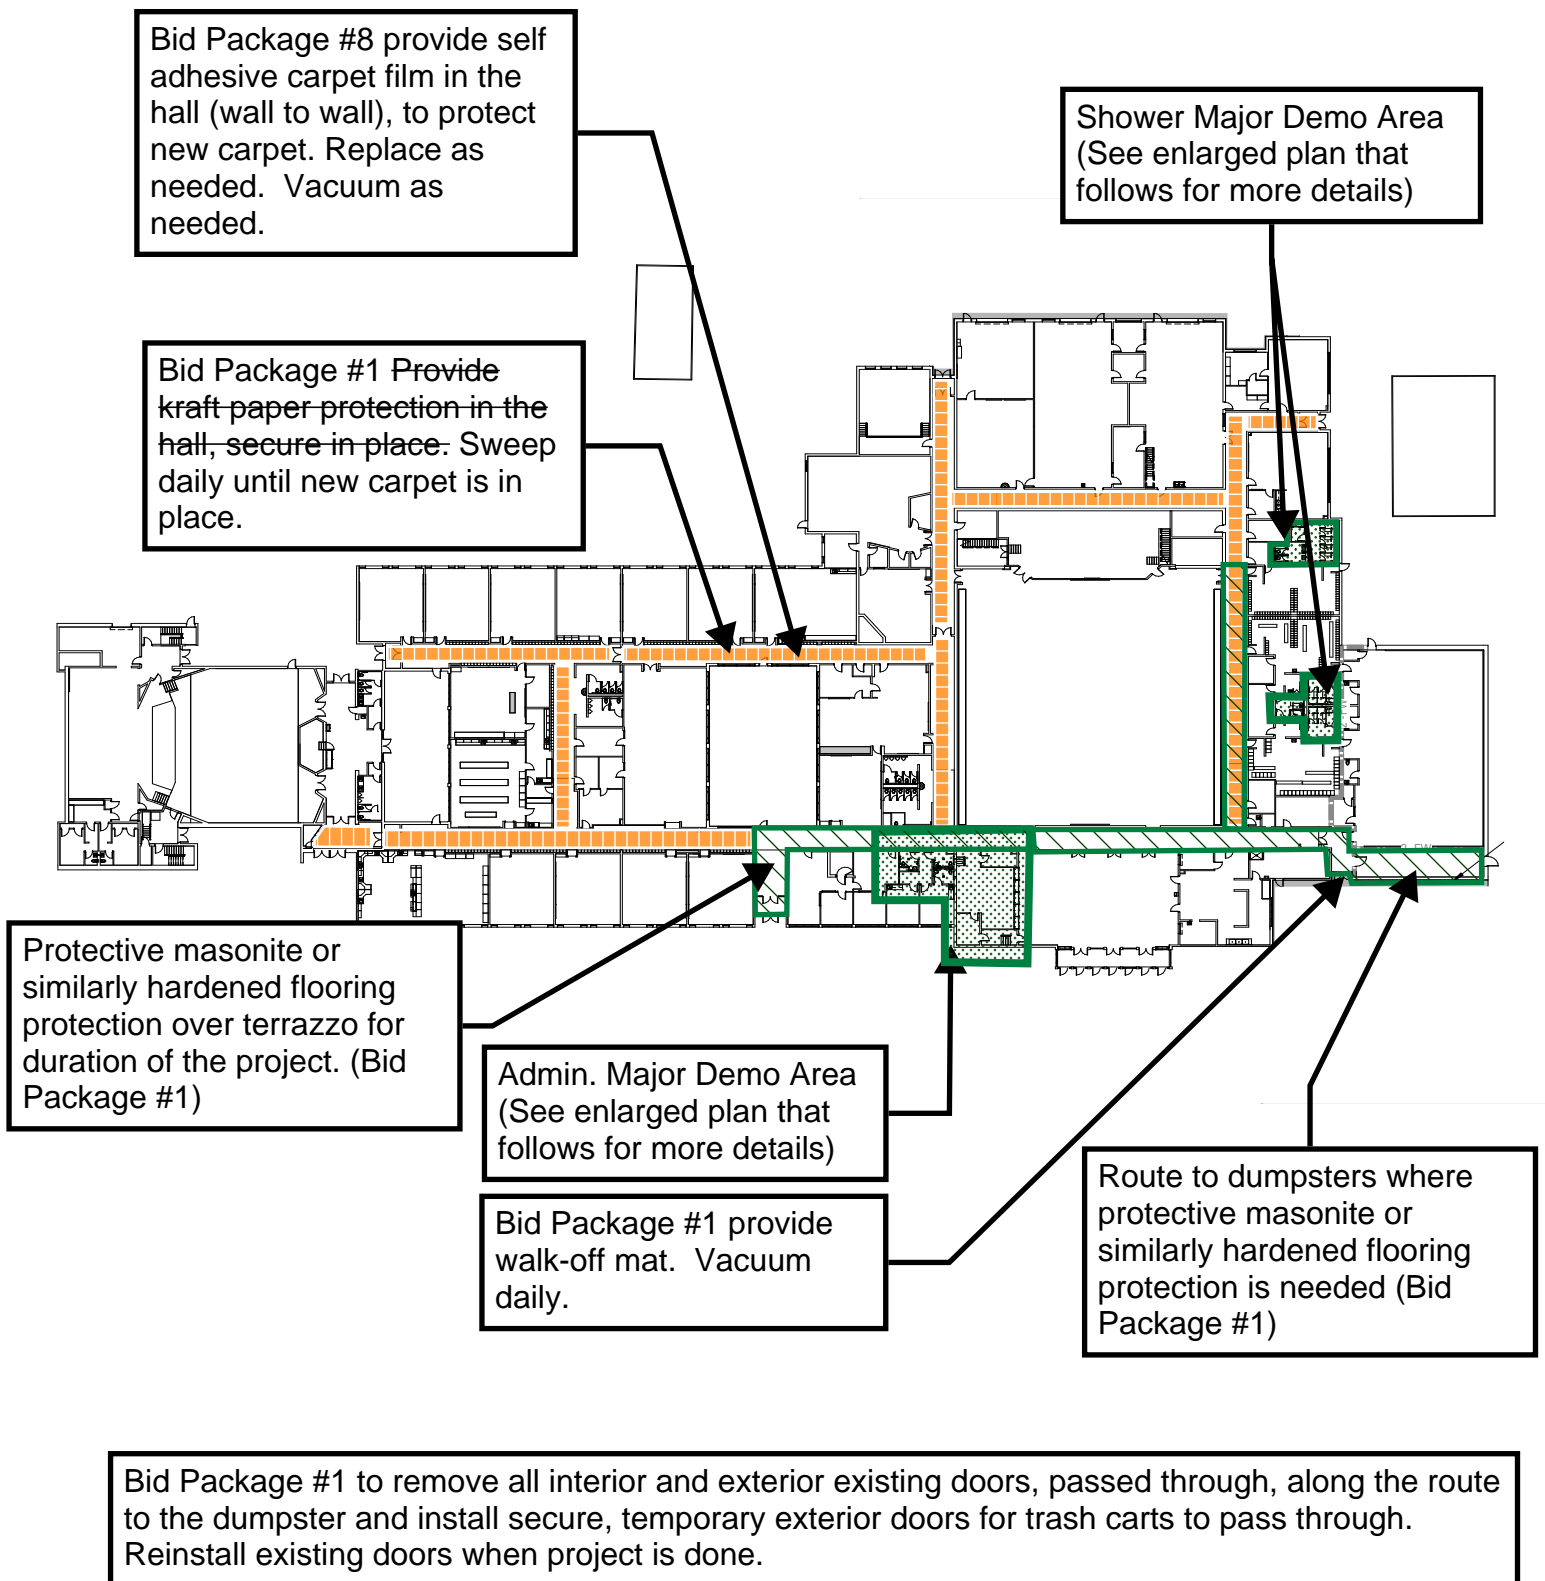 Bid Package #8 provide self
adhesive carpet film in the
hall (wall to wall), to protect
new carpet. Replace as
needed.  Vacuum as
needed.
Shower Major Demo Area
(See enlarged plan that
follows for more details)
Bid Package #1 Provide
kraft paper protection in the
hall, secure in place. Sweep
daily until new carpet is in
place.
Protective masonite or
similarly hardened flooring
protection over terrazzo for
duration of the project. (Bid
Package #1)
Admin. Major Demo Area
(See enlarged plan that
follows for more details)
Bid Package #1 provide
walk-off mat.  Vacuum
daily.
Route to dumpsters where
protective masonite or
similarly hardened flooring
protection is needed (Bid
Package #1)
Bid Package #1 to remove all interior and exterior existing doors, passed through, along the route
to the dumpster and install secure, temporary exterior doors for trash carts to pass through.
Reinstall existing doors when project is done.